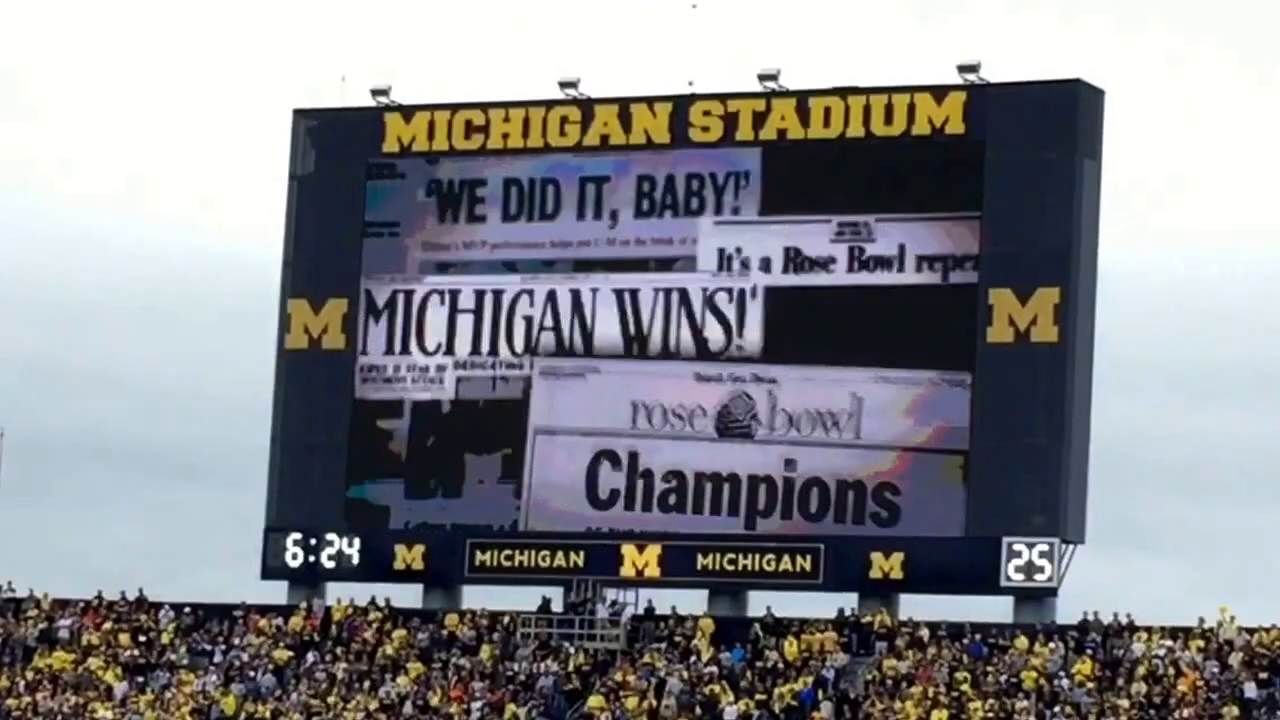 MICHIGAN STADIUM
'WE DID IT, BABY!'
It's a Rose Bowl repea
MICHIGAN WINS!'
rose bowl
Champions
M
M
6:24
M
MICHIGAN M MICHIGAN
M
25